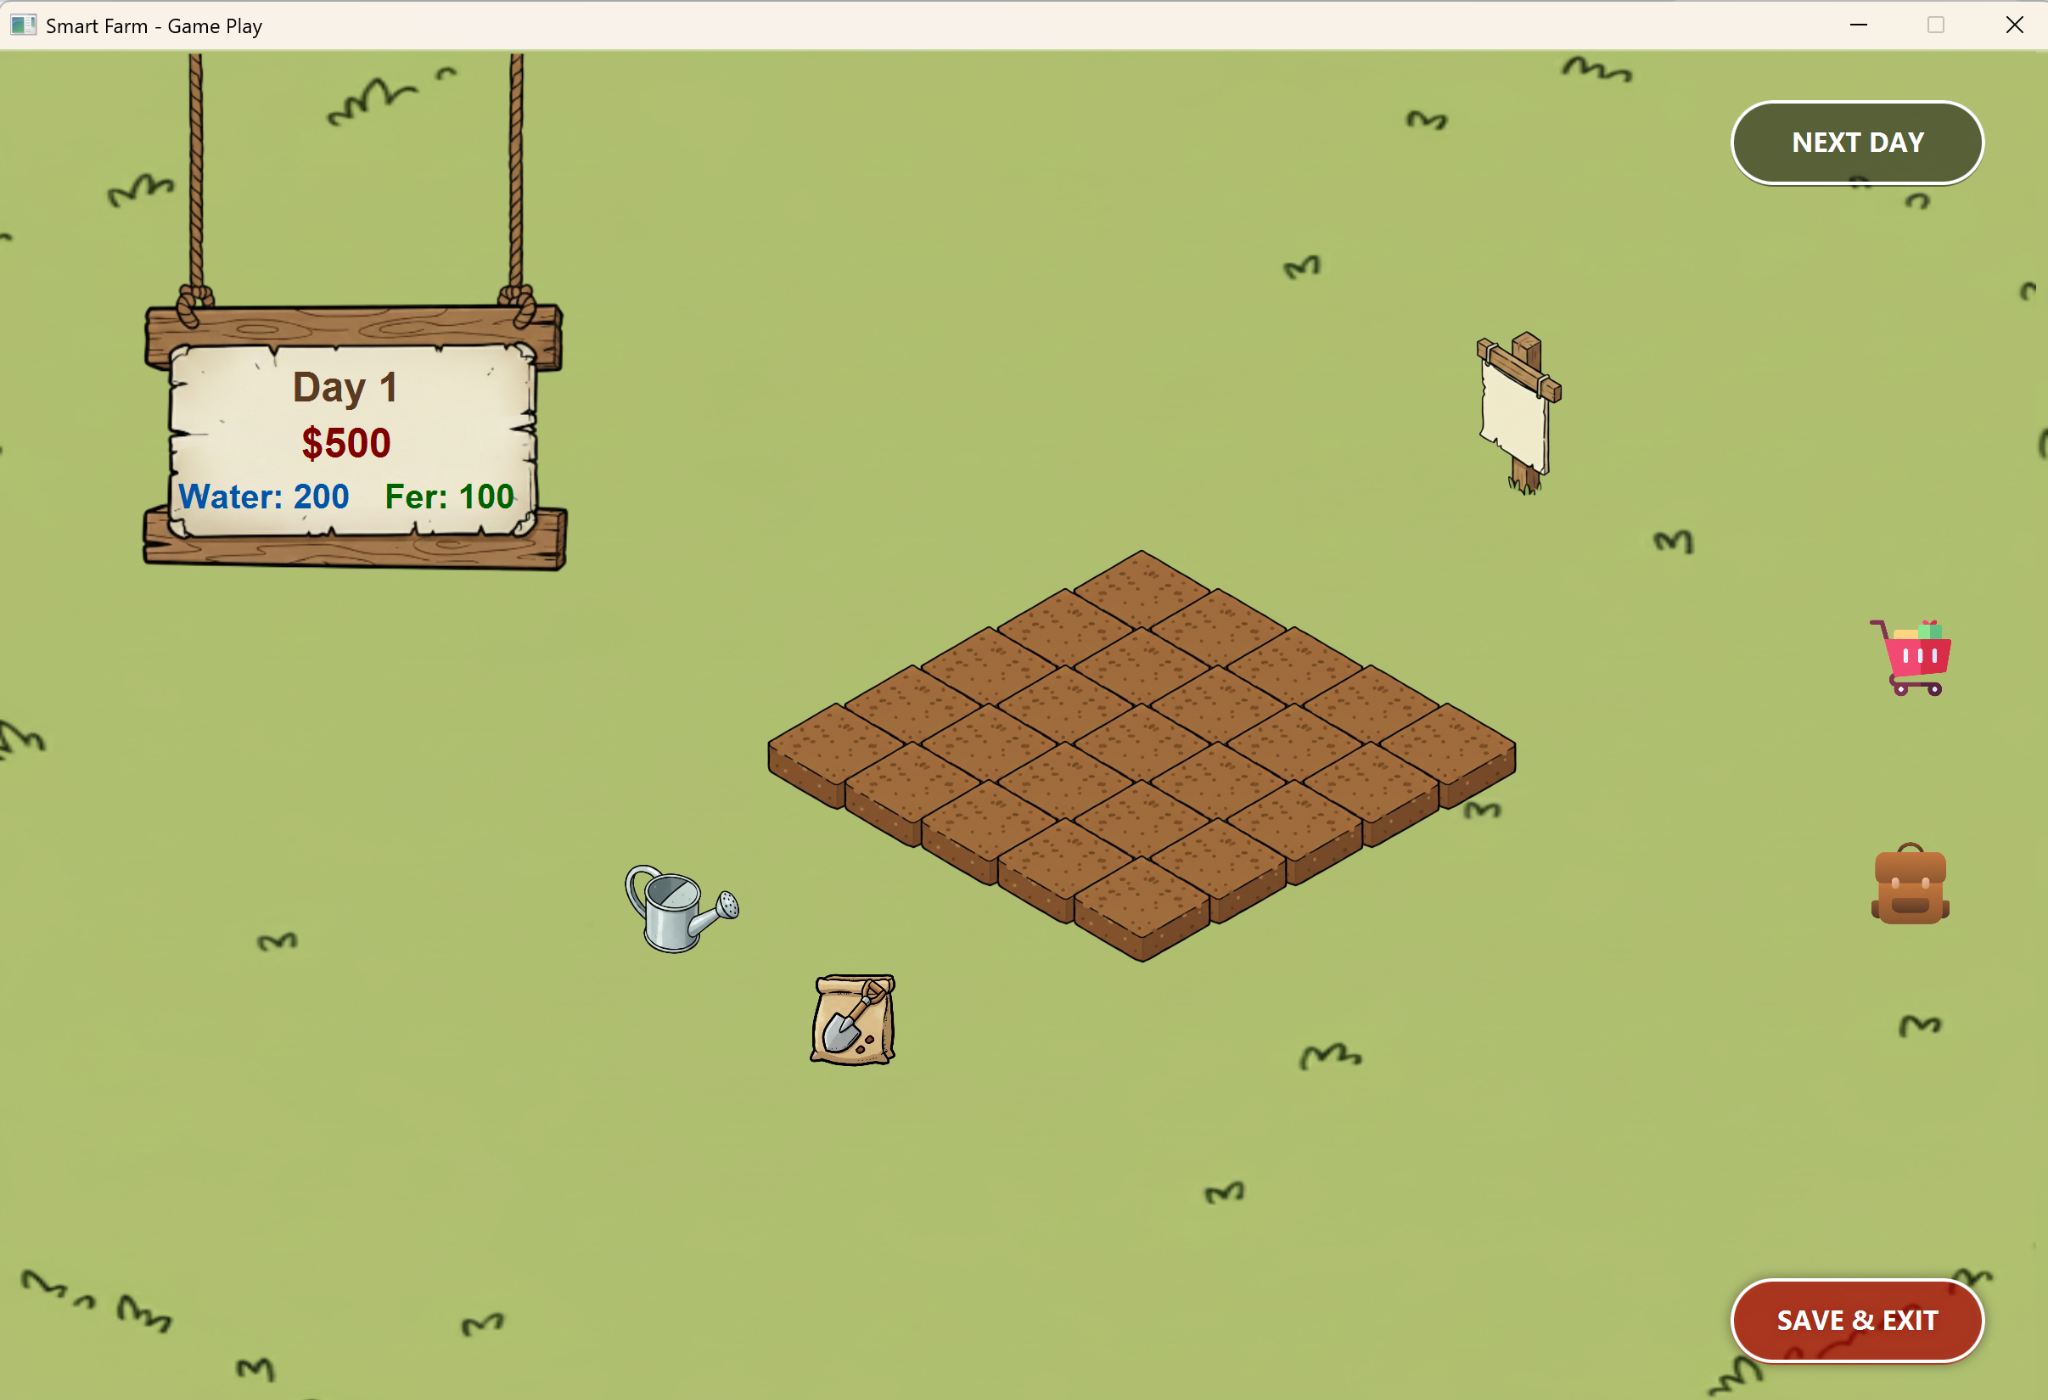 Smart Farm - Game Play
NEXT DAY
Day 1
$500
Water: 200 Fer: 100
SAVE & EXIT